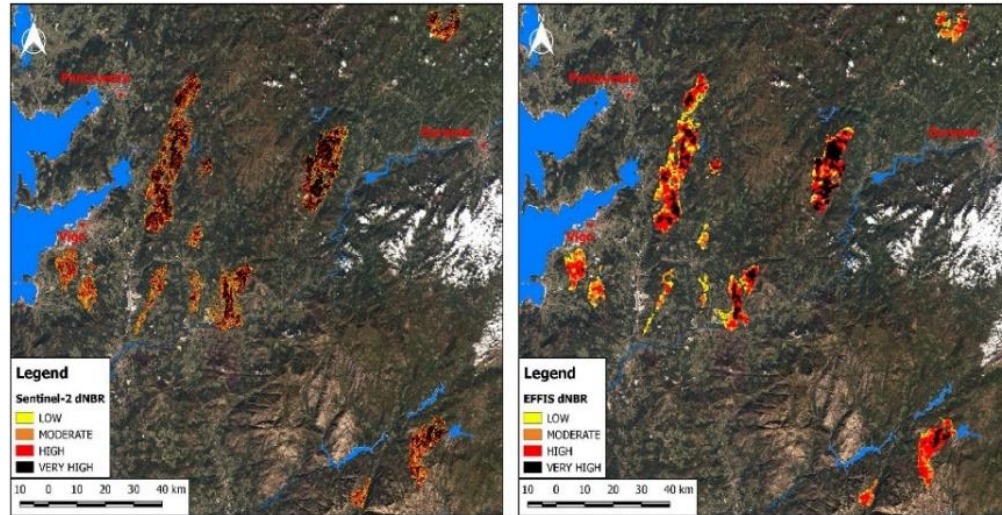 Pontevedra
Ourense
Vigo
Legend
Sentinel-2 dNBR
LOW
MODERATE
HIGH
VERY HIGH
10 0 10 20 30 40 km
Pontevedra
Ourense
Vigo
Legend
EFFIS dNBR
LOW
MODERATE
HIGH
VERY HIGH
10 0 10 20 30 40 km